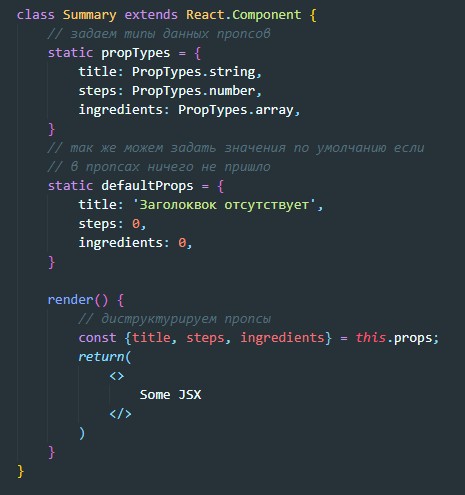 class Summary extends React.Component {
    // задаем типы данных пропсов
    static propTypes = {
        title: PropTypes.string,
        steps: PropTypes.number,
        ingredients: PropTypes.array,
    }
    // так же можем задать значения по умолчанию если
    // в пропсах ничего не пришло
    static defaultProps = {
        title: 'Заголоквок отсутствует',
        steps: 0,
        ingredients: 0,
    }

    render() {
        // диструктурируем пропсы
        const {title, steps, ingredients} = this.props;
        return(
            <>
                Some JSX
            </>
        )
    }
}